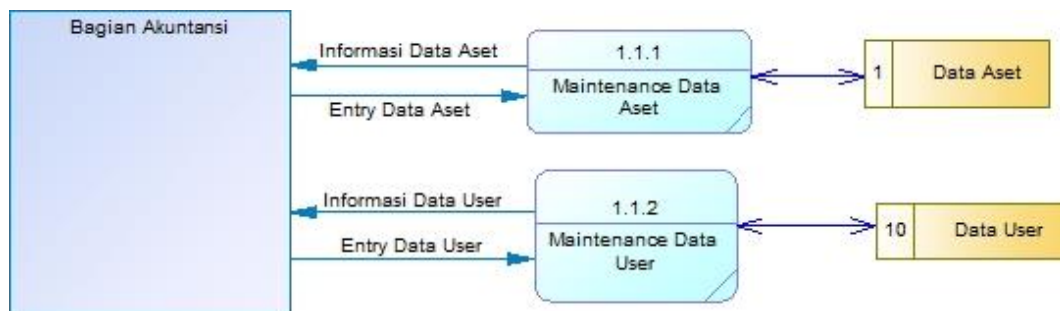 Bagian Akuntansi
Informasi Data Aset
Entry Data Aset
1.1.1
Maintenance Data
Aset
1
Data Aset
Informasi Data User
Entry Data User
1.1.2
Maintenance Data
User
10
Data User